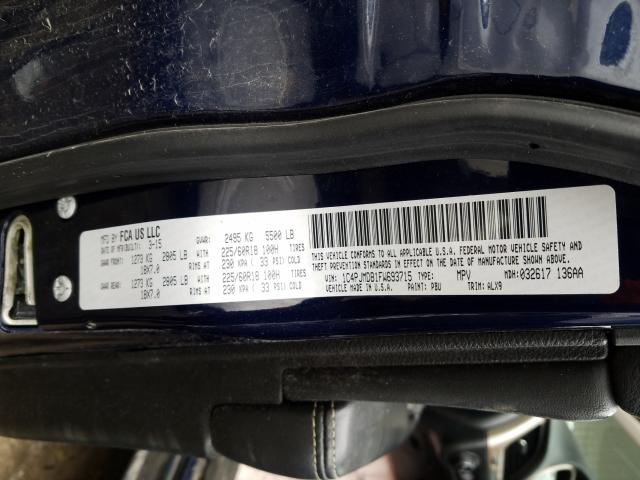 MFD BY FCA US LLC
DATE OF MFR(BUILT): 3-15
GVWR: 2495 KG 5500 LB
GAWR FRONT: 1273 KG 2805 LB WITH 225/60R18 100H TIRES
18X7.0 RIMS AT 230 KPA ( 33 PSI) COLD
GAWR REAR: 1273 KG 2805 LB WITH 225/60R18 100H TIRES
18X7.0 RIMS AT 230 KPA ( 33 PSI) COLD
THIS VEHICLE CONFORMS TO ALL APPLICABLE U.S.A. FEDERAL MOTOR VEHICLE SAFETY AND
THEFT PREVENTION STANDARDS IN EFFECT ON THE DATE OF MANUFACTURE SHOWN ABOVE.
VIN: 1C4PJMDB1FW693715 TYPE: MPV MDH: 032617 136AA
VEHICLE MADE IN U.S.A. PAINT: PBU TRIM: ALX9